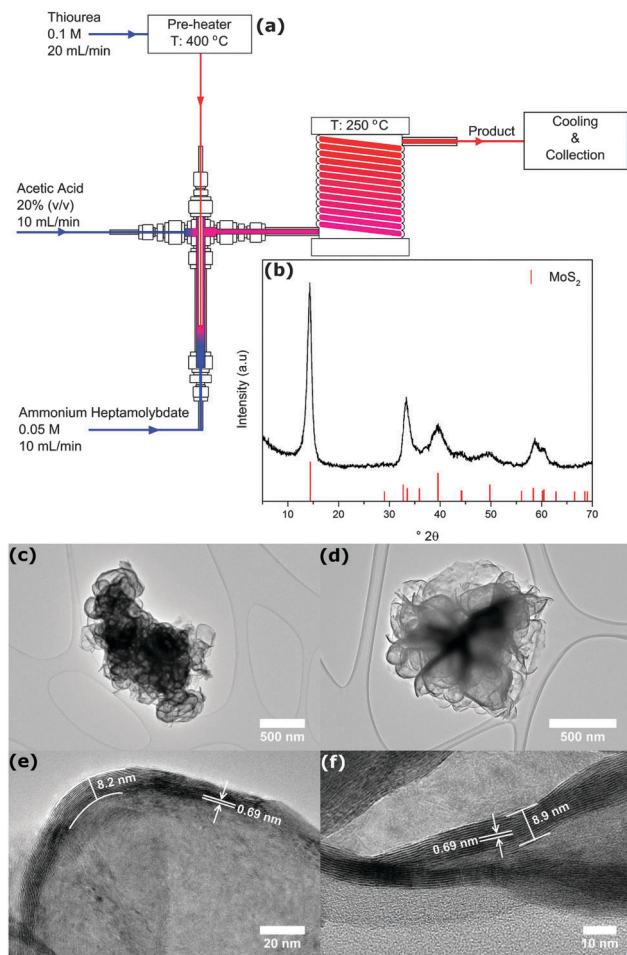 Thiourea
0.1 M
20 mL/min
Pre-heater
T: 400 °C
(a)
T: 250 °C
Product
Cooling
&
Collection
Acetic Acid
20% (v/v)
10 mL/min
Ammonium Heptamolybdate
0.05 M
10 mL/min
(b)
MoS₂
Intensity (a.u)
10 20 30 40 50 60 70
° 2θ
(c)
500 nm
(d)
500 nm
(e)
8.2 nm
0.69 nm
20 nm
(f)
0.69 nm
8.9 nm
10 nm